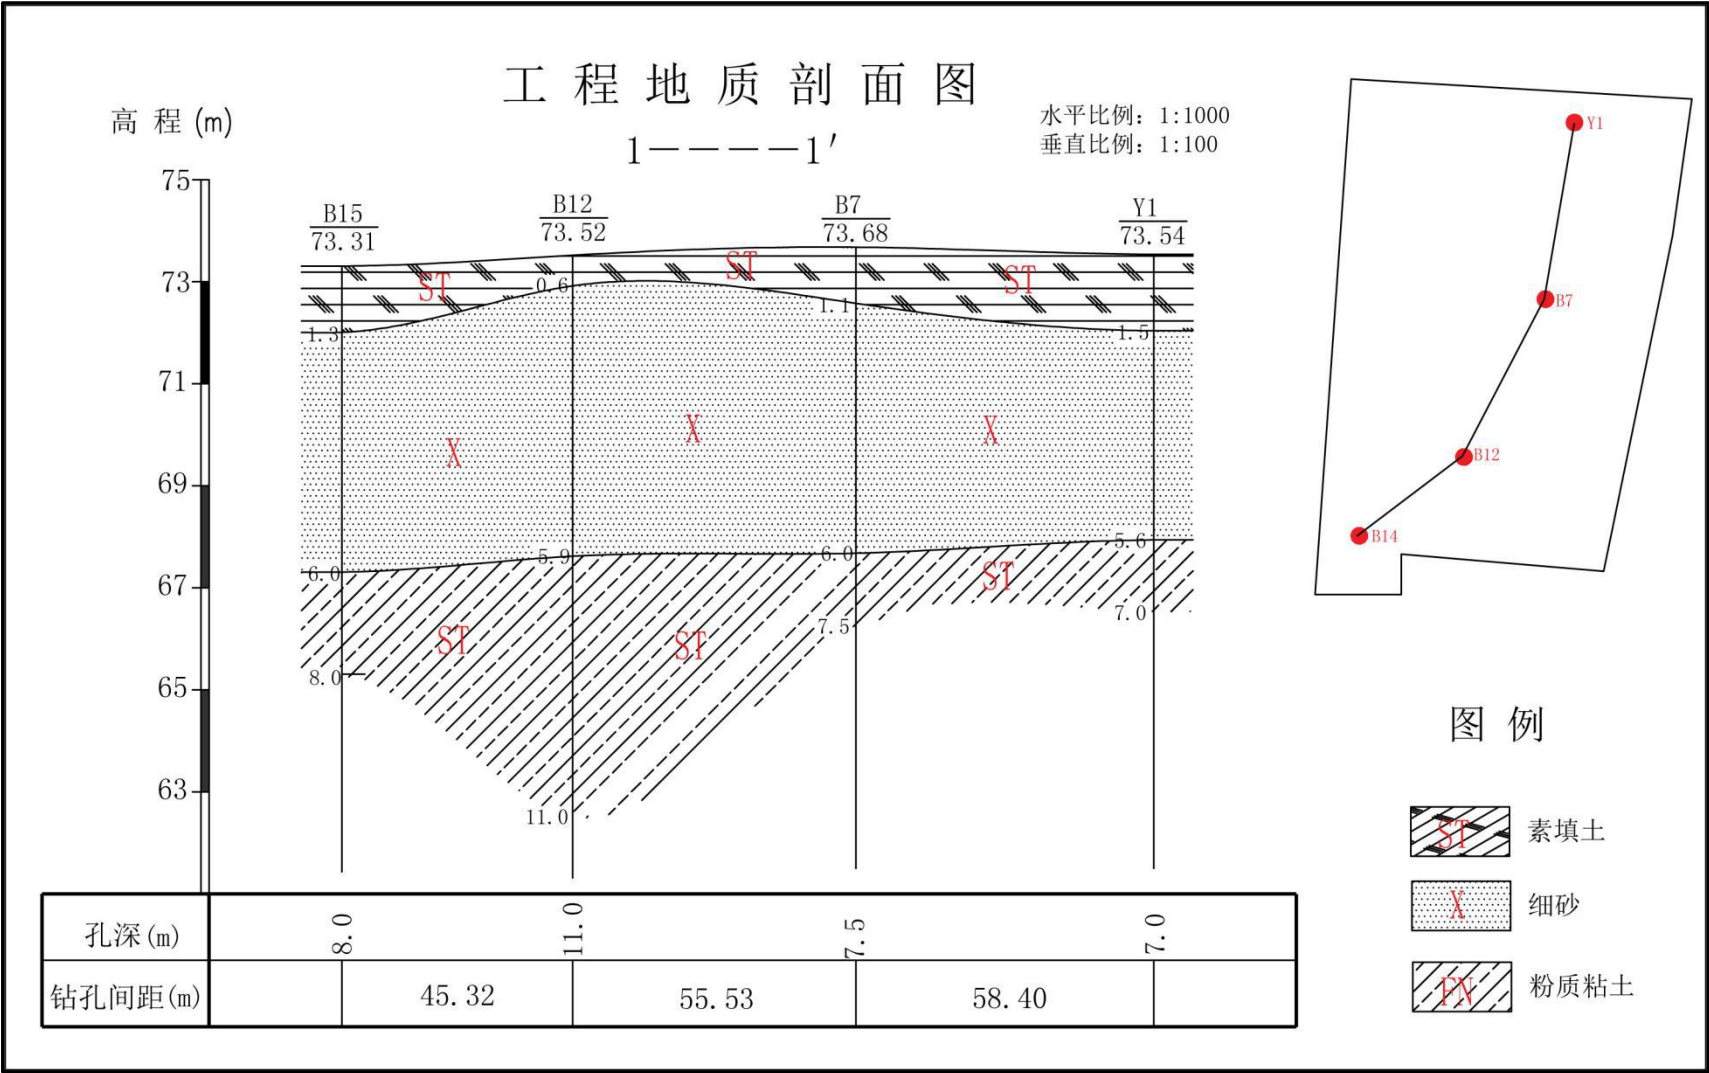 工程地质剖面图
1————1′
水平比例：1:1000
垂直比例：1:100
高 程 (m)
75
73
71
69
67
65
63
B15
73.31
B12
73.52
B7
73.68
Y1
73.54
ST
ST
ST
0.6
1.3
1.1
1.5
X
X
X
6.0
5.9
6.0
5.6
ST
ST
ST
8.0
11.0
7.5
7.0
孔深(m)
8.0
11.0
7.5
7.0
钻孔间距(m)
45.32
55.53
58.40
Y1
B7
B12
B14
图 例
ST
素填土
X
细砂
FN
粉质粘土